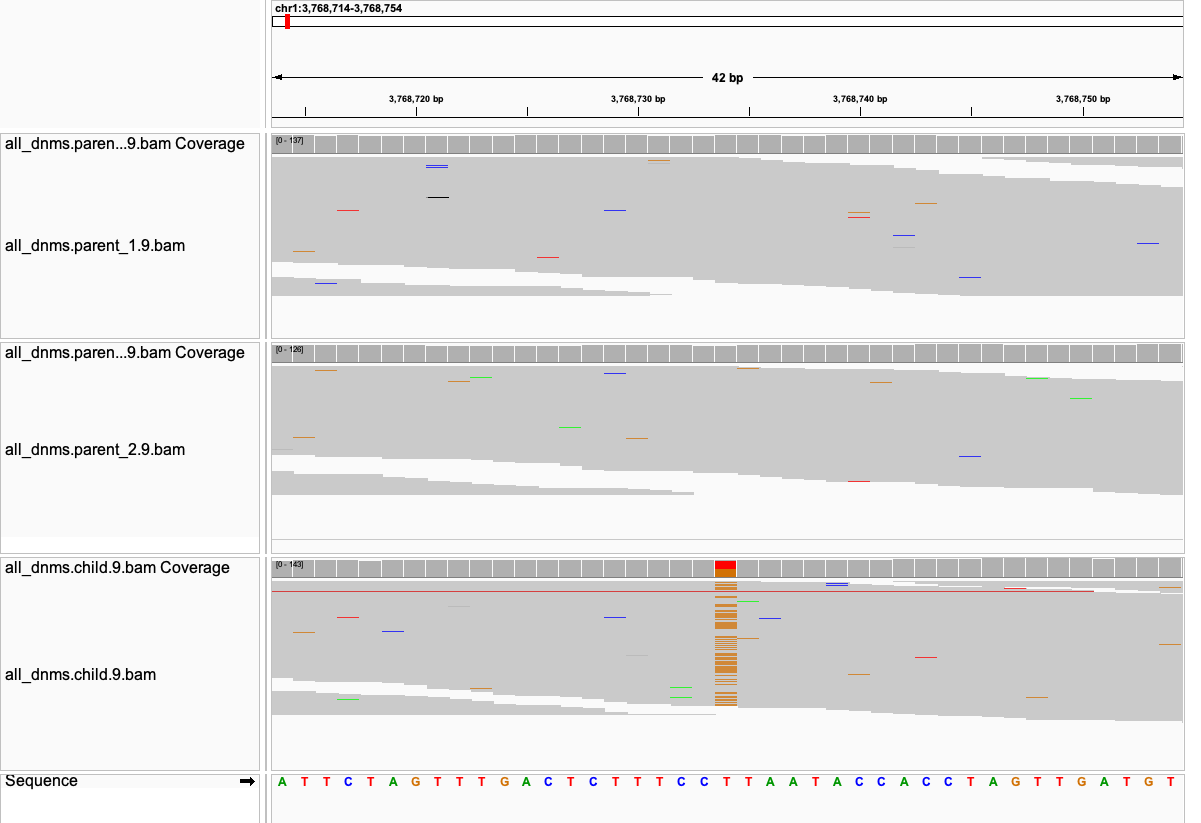 chr1:3,768,714-3,768,754
42 bp
3,768,720 bp 3,768,730 bp 3,768,740 bp 3,768,750 bp
all_dnms.paren...9.bam Coverage
[0 - 137]
all_dnms.parent_1.9.bam
all_dnms.paren...9.bam Coverage
[0 - 126]
all_dnms.parent_2.9.bam
all_dnms.child.9.bam Coverage
[0 - 143]
all_dnms.child.9.bam
Sequence A T T C T A G T T T G A C T C T T T C C T T A A T A C C A C C T A G T T G A T G T